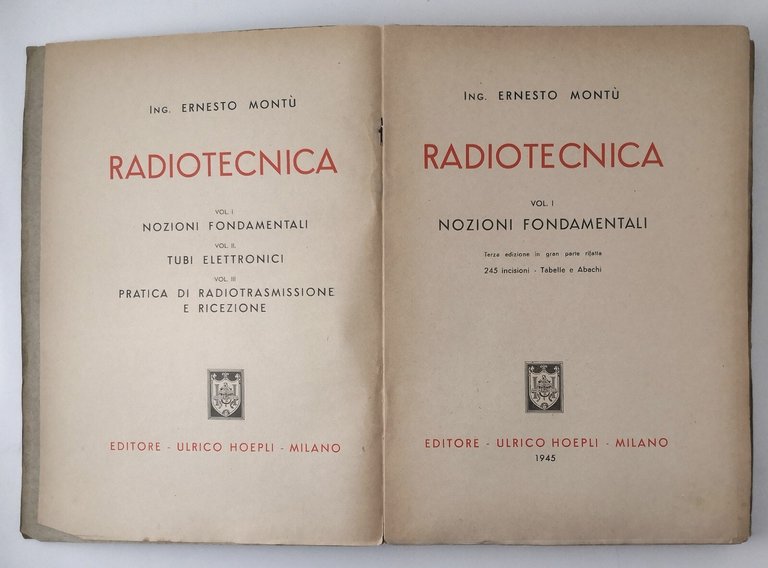 ING. ERNESTO MONTÙ
RADIOTECNICA
VOL. I
NOZIONI FONDAMENTALI
VOL. II.
TUBI ELETTRONICI
VOL. III
PRATICA DI RADIOTRASMISSIONE
E RICEZIONE
EDITORE - ULRICO HOEPLI - MILANO
ING. ERNESTO MONTÙ
RADIOTECNICA
VOL. I
NOZIONI FONDAMENTALI
Terza edizione in gran parte rifatta
245 incisioni - Tabelle e Abachi
EDITORE - ULRICO HOEPLI - MILANO
1945